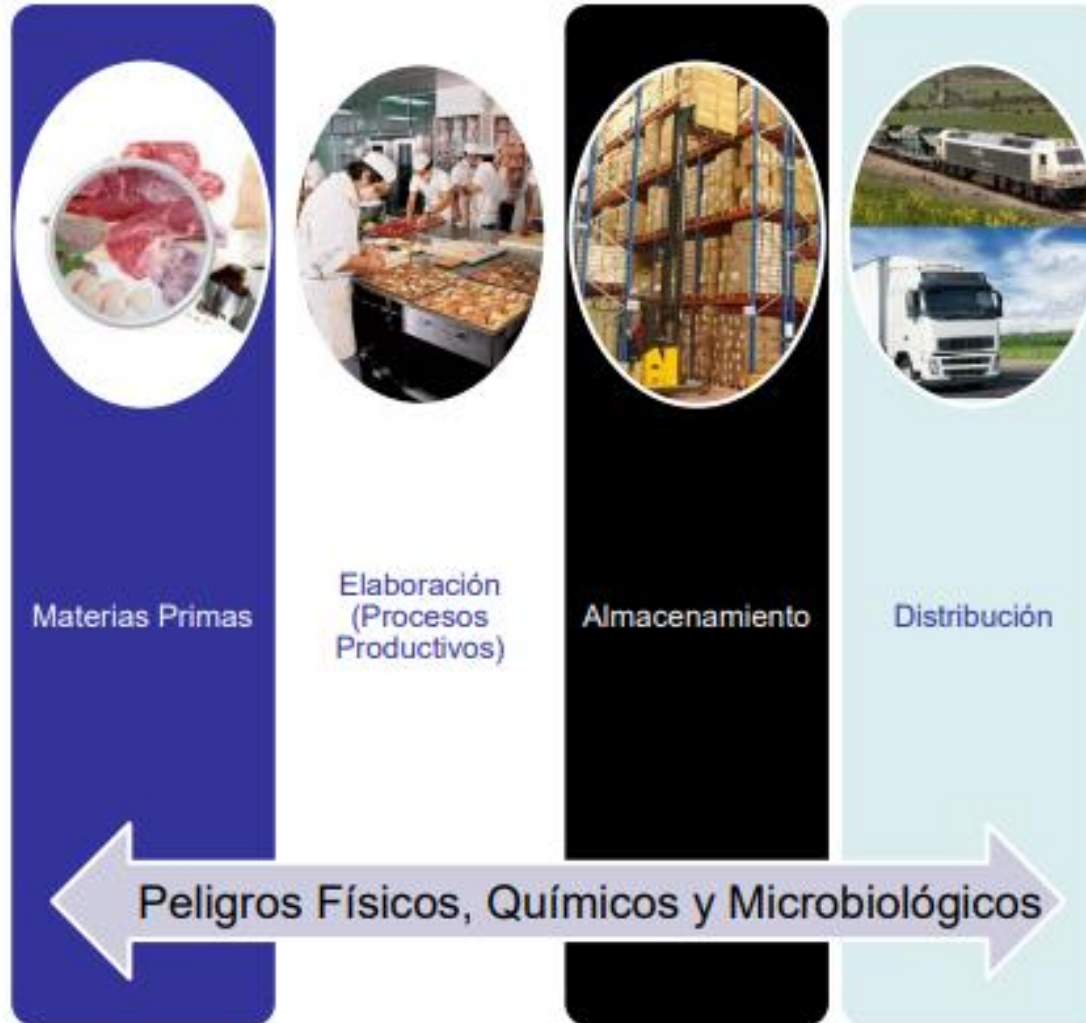 Materias Primas
Elaboración
(Procesos
Productivos)
Almacenamiento
Distribución
Peligros Físicos, Químicos y Microbiológicos